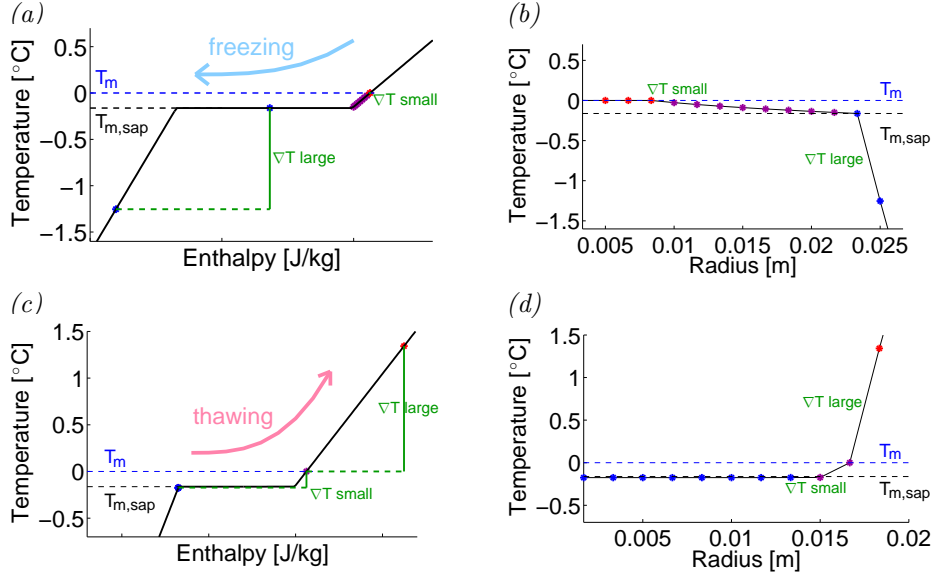 (a)
freezing
0.5
0
−0.5
−1
−1.5
Temperature [°C]
T_m
T_m,sap
▽T small
▽T large
Enthalpy [J/kg]
(b)
0.5
0
−0.5
−1
−1.5
Temperature [°C]
▽T small
T_m
T_m,sap
▽T large
0.005 0.01 0.015 0.02 0.025
Radius [m]
(c)
1.5
1
0.5
0
−0.5
Temperature [°C]
thawing
▽T large
T_m
T_m,sap
▽T small
Enthalpy [J/kg]
(d)
1.5
1
0.5
0
−0.5
Temperature [°C]
▽T large
T_m
▽T small
T_m,sap
0.005 0.01 0.015 0.02
Radius [m]